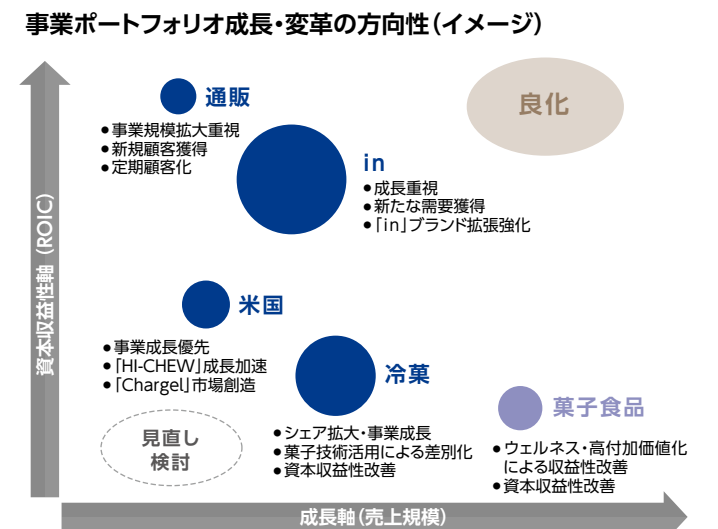 事業ポートフォリオ成長・変革の方向性（イメージ）
資本収益性軸（ROIC）
通販
●事業規模拡大重視
●新規顧客獲得
●定期顧客化
良化
in
●成長重視
●新たな需要獲得
●「in」ブランド拡張強化
米国
●事業成長優先
●「HI-CHEW」成長加速
●「Chargel」市場創造
冷菓
●シェア拡大・事業成長
●菓子技術活用による差別化
●資本収益性改善
菓子食品
●ウェルネス・高付加価値化
による収益性改善
●資本収益性改善
見直し
検討
成長軸（売上規模）